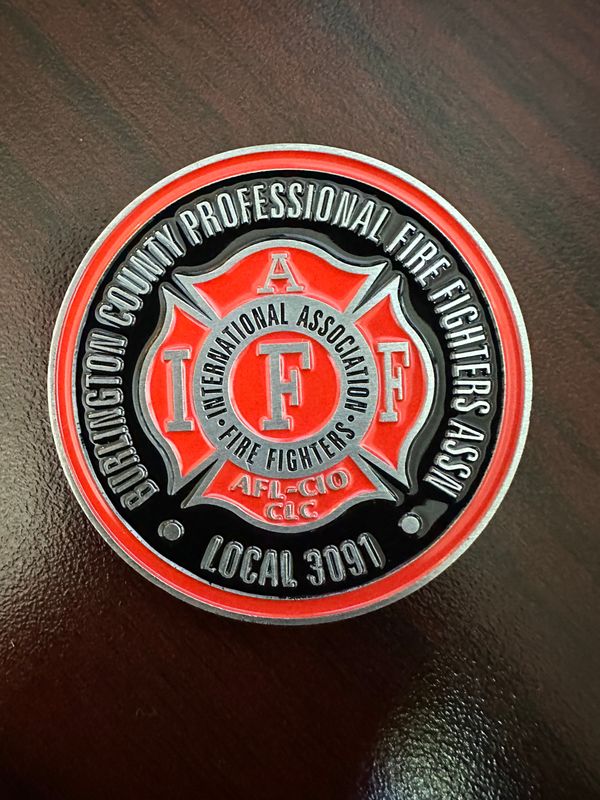 BURLINGTON COUNTY PROFESSIONAL FIRE FIGHTERS ASSN
A
INTERNATIONAL ASSOCIATION
I F F
FIRE FIGHTERS
AFL-CIO
CLC
LOCAL 3091